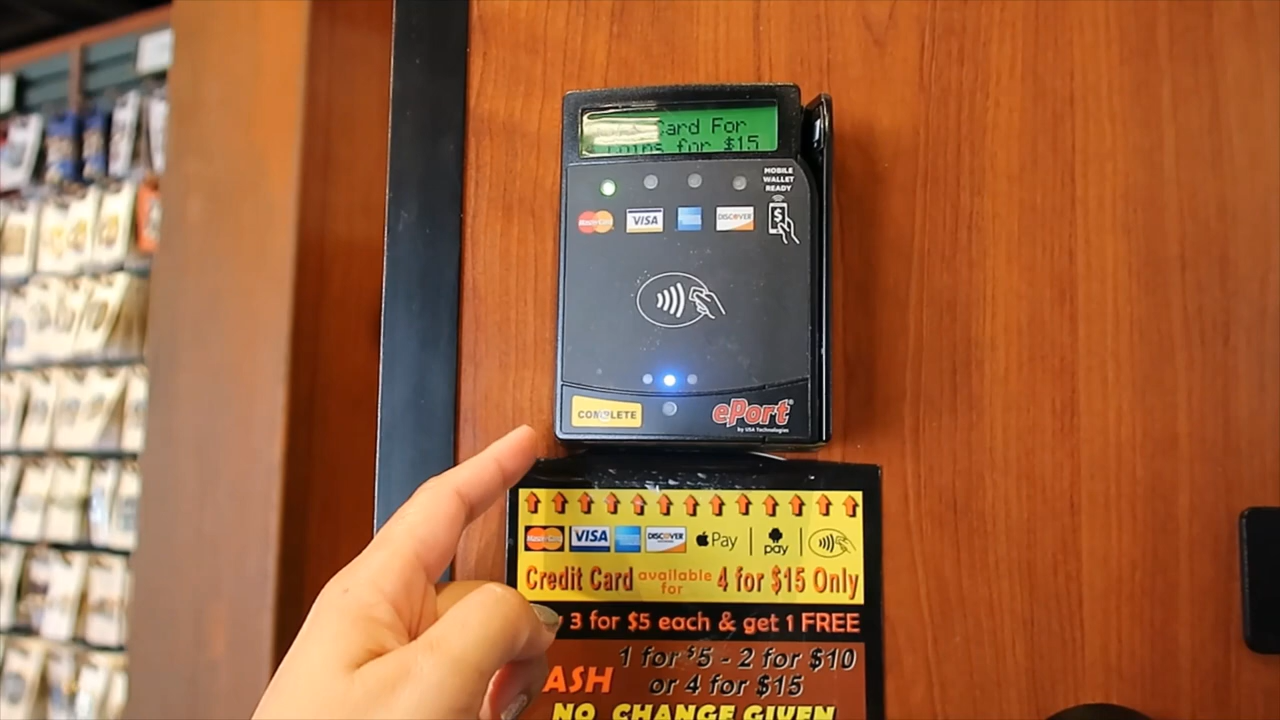 Card For
Coins for $15
MOBILE
WALLET
READY
MasterCard
VISA
DISCOVER
$
COMPLETE
ePort®
by USA Technologies
MasterCard VISA DISCOVER Pay pay
Credit Card available for 4 for $15 Only
3 for $5 each & get 1 FREE
1 for $5 - 2 for $10
ASH or 4 for $15
NO CHANGE GIVEN